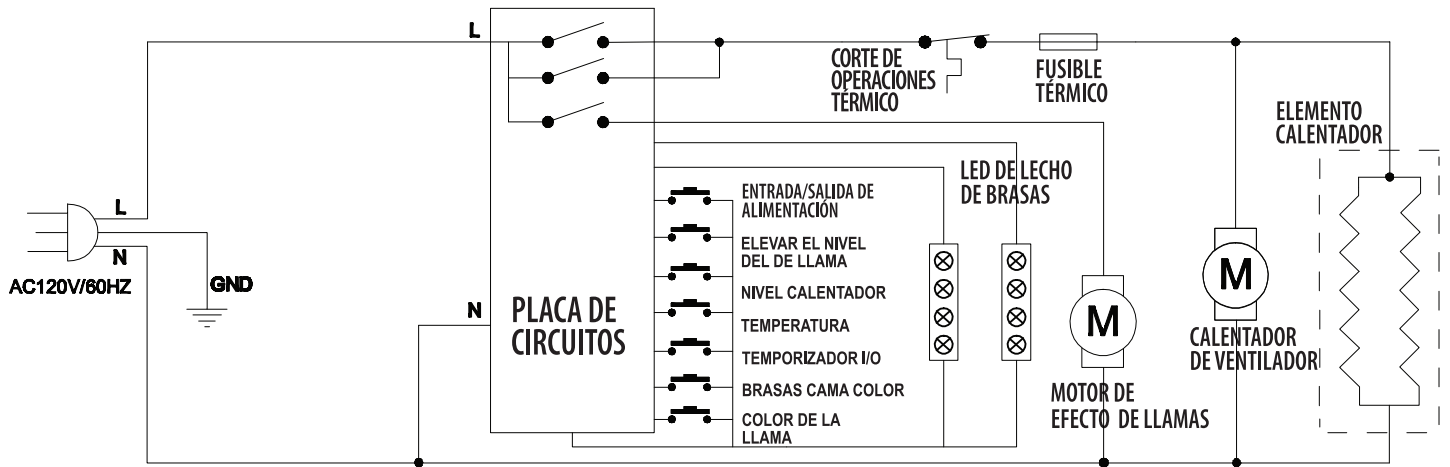 L
CORTE DE
OPERACIONES
TÉRMICO
FUSIBLE
TÉRMICO
ELEMENTO
CALENTADOR
LED DE LECHO
DE BRASAS
ENTRADA/SALIDA DE
ALIMENTACIÓN
L
N
AC120V/60HZ
GND
N
PLACA DE
CIRCUITOS
ELEVAR EL NIVEL
DEL DE LLAMA
NIVEL CALENTADOR
TEMPERATURA
TEMPORIZADOR I/O
BRASAS CAMA COLOR
COLOR DE LA
LLAMA
M
MOTOR DE
EFECTO DE LLAMAS
M
CALENTADOR
DE VENTILADOR